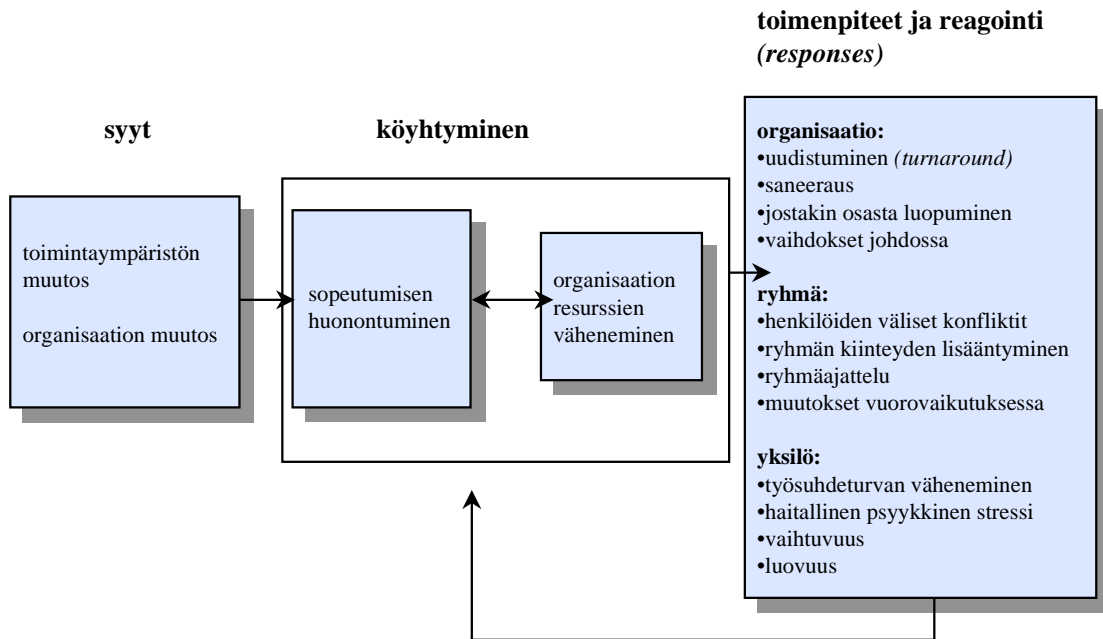 toimenpiteet ja reagointi
(responses)
syyt
köyhtyminen
toimintaympäristön
muutos
organisaation muutos
sopeutumisen
huonontuminen
organisaation
resurssien
väheneminen
organisaatio:
•uudistuminen (turnaround)
•saneeraus
•jostakin osasta luopuminen
•vaihdokset johdossa
ryhmä:
•henkilöiden väliset konfliktit
•ryhmän kiinteyden lisääntyminen
•ryhmäajattelu
•muutokset vuorovaikutuksessa
yksilö:
•työsuhdeturvan väheneminen
•haitallinen psyykkinen stressi
•vaihtuvuus
•luovuus